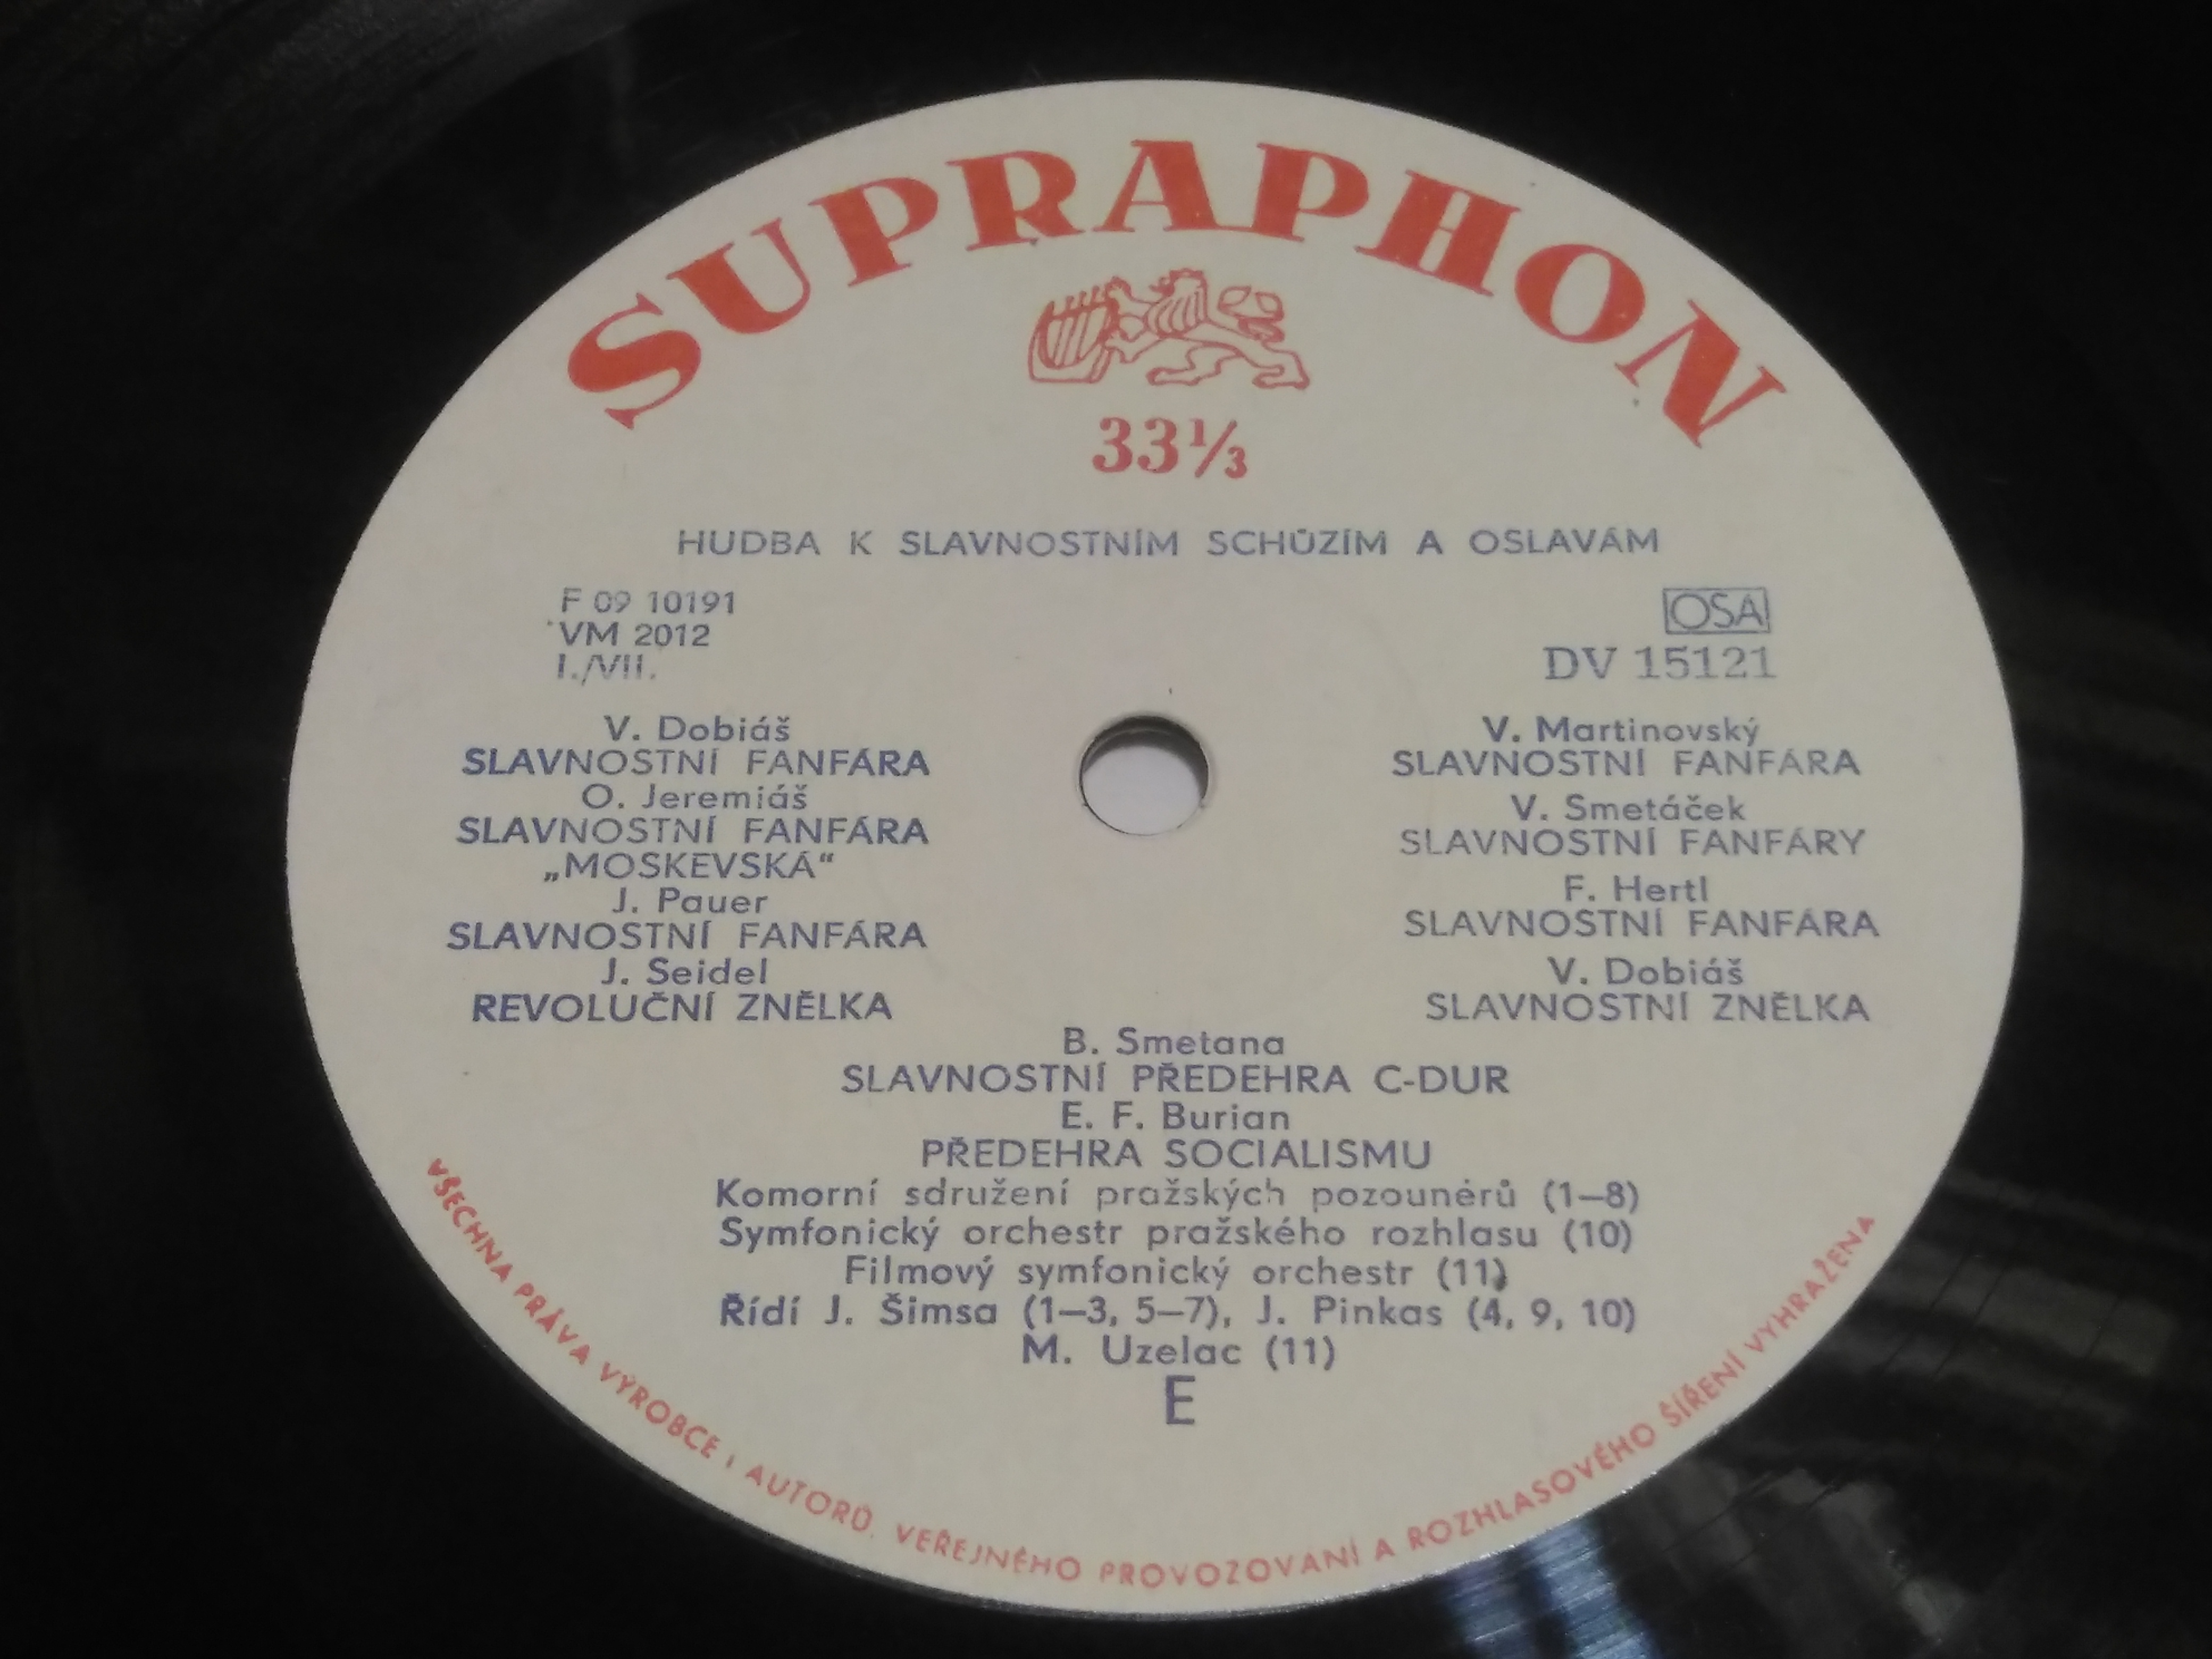 SUPRAPHON
33⅓
HUDBA K SLAVNOSTNÍM SCHŮZÍM A OSLAVÁM
F 09 10191
VM 2012
I./VII.
OSA
DV 15121
V. Dobiáš
SLAVNOSTNÍ FANFÁRA
O. Jeremiáš
SLAVNOSTNÍ FANFÁRA
„MOSKEVSKÁ“
J. Pauer
SLAVNOSTNÍ FANFÁRA
J. Seidel
REVOLUČNÍ ZNĚLKA
V. Martinovský
SLAVNOSTNÍ FANFÁRA
V. Smetáček
SLAVNOSTNÍ FANFÁRY
F. Hertl
SLAVNOSTNÍ FANFÁRA
V. Dobiáš
SLAVNOSTNÍ ZNĚLKA
B. Smetana
SLAVNOSTNÍ PŘEDEHRA C-DUR
E. F. Burian
PŘEDEHRA SOCIALISMU
Komorní sdružení pražských pozounérů (1–8)
Symfonický orchestr pražského rozhlasu (10)
Filmový symfonický orchestr (11)
Řídí J. Šimsa (1–3, 5–7), J. Pinkas (4, 9, 10)
M. Uzelac (11)
E
VŠECHNA PRÁVA VÝROBCE I AUTORŮ, VEŘEJNÉHO PROVOZOVANÍ A ROZHLASOVÉHO ŠÍŘENÍ VYHRAŽENA